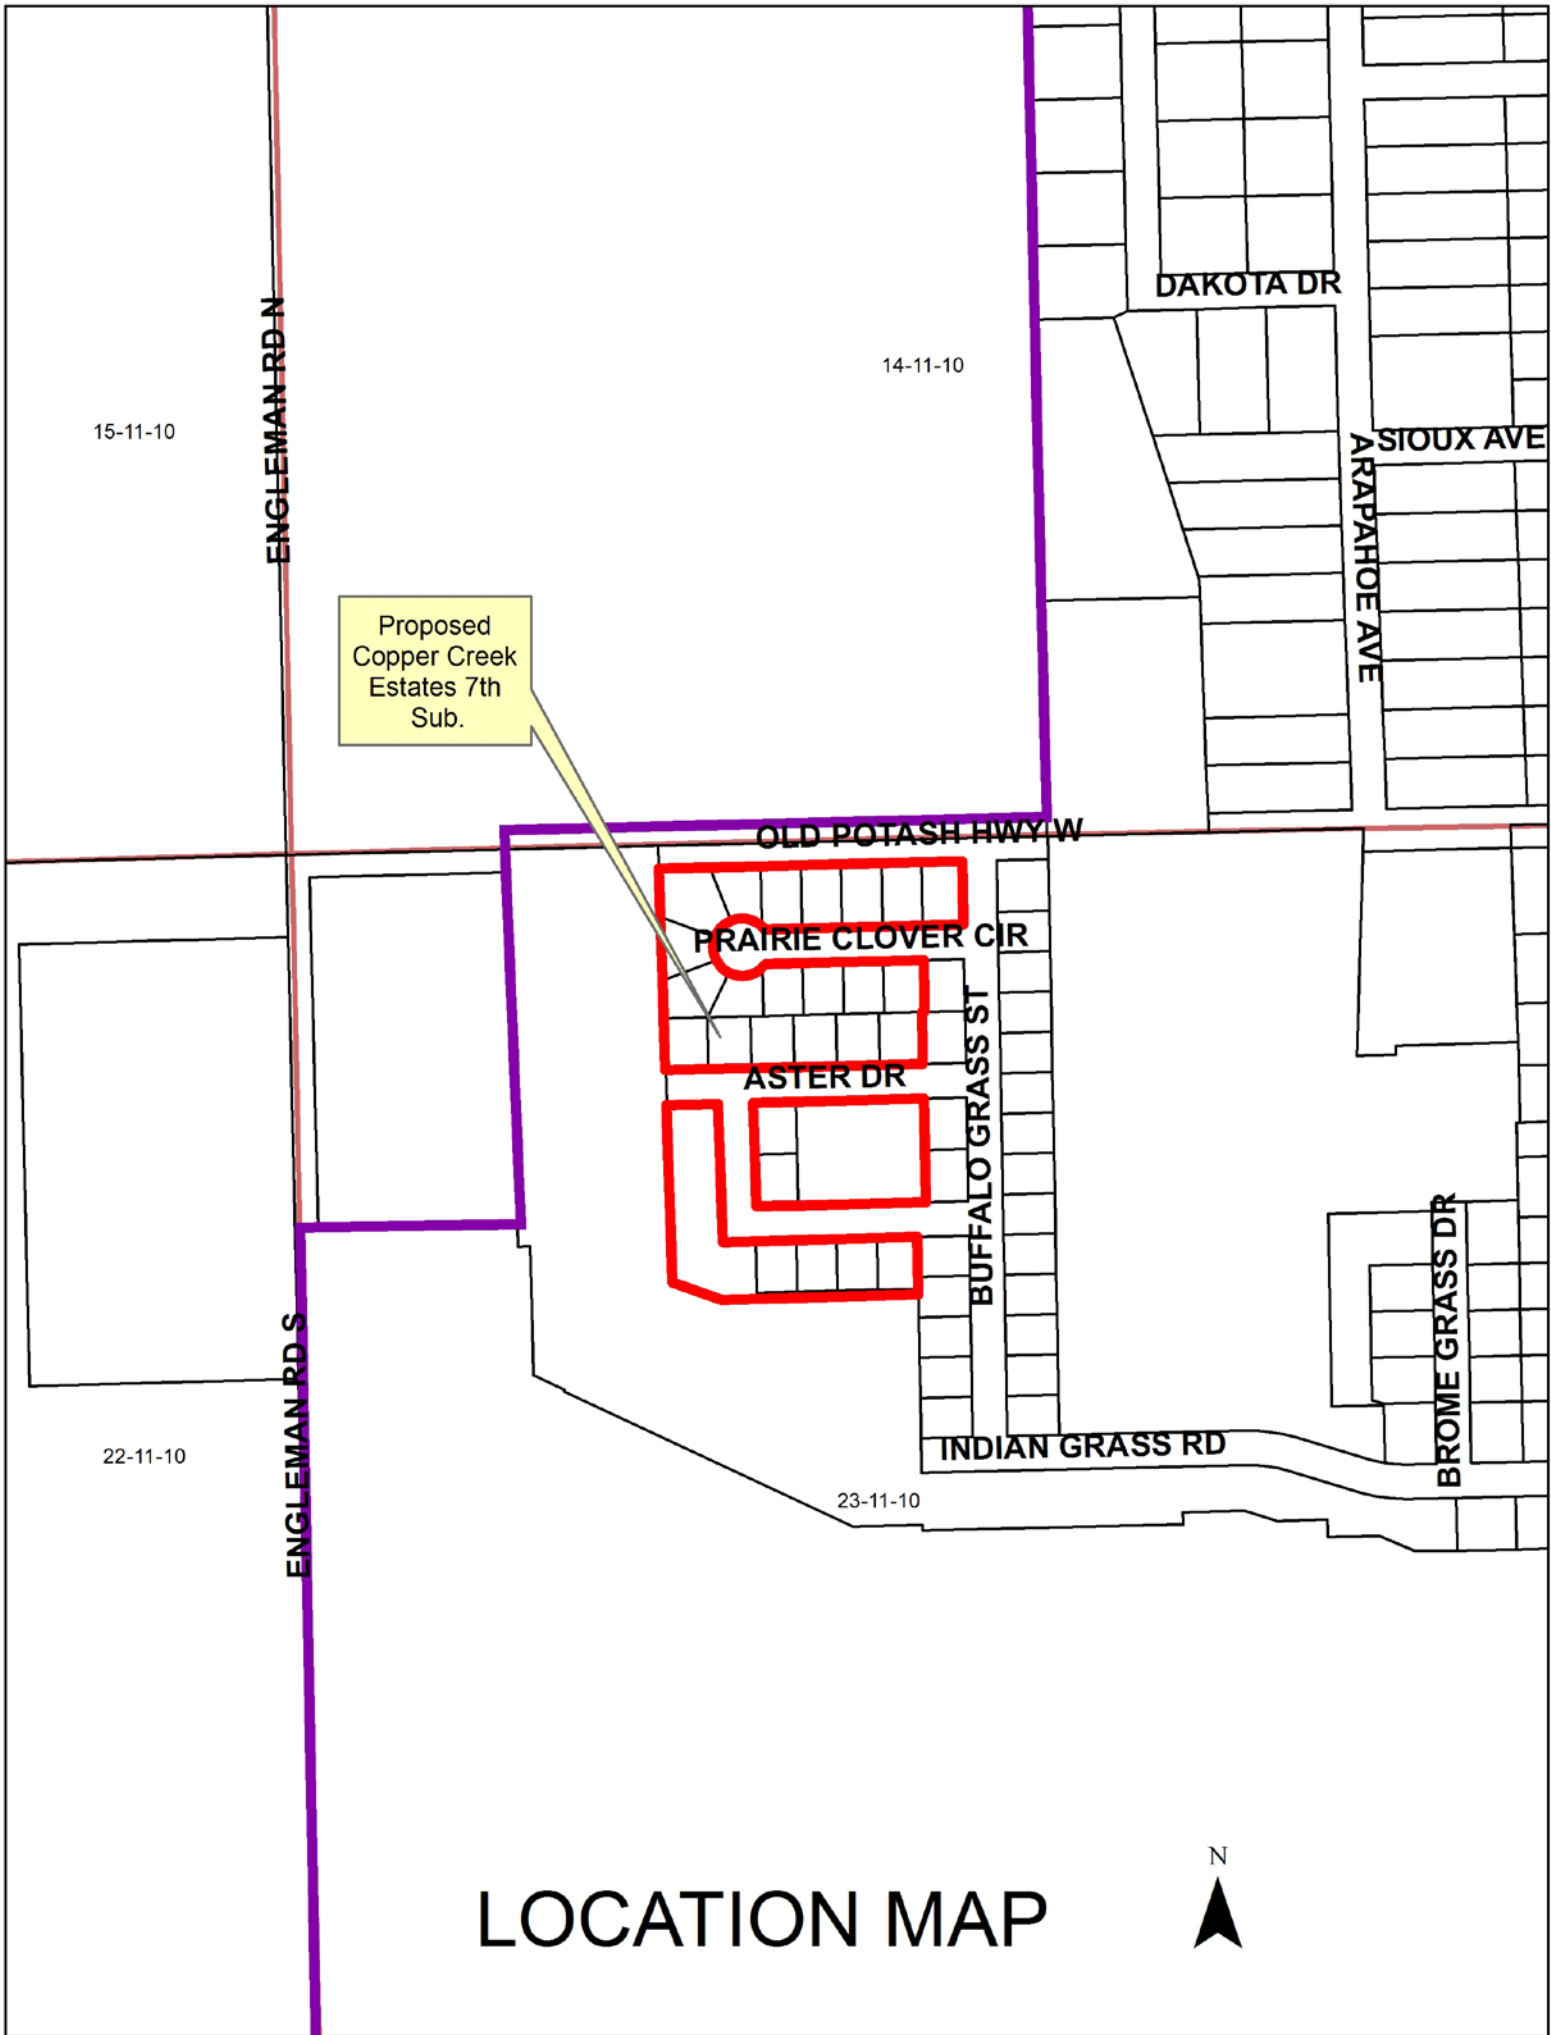 DAKOTA DR
ENGLEMAN RD N
14-11-10
15-11-10
SIOUX AVE
ARAPAHOE AVE
Proposed
Copper Creek
Estates 7th
Sub.
OLD POTASH HWY W
PRAIRIE CLOVER CIR
BUFFALO GRASS ST
ASTER DR
BROME GRASS DR
ENGLEMAN RD S
INDIAN GRASS RD
22-11-10
23-11-10
N
LOCATION MAP